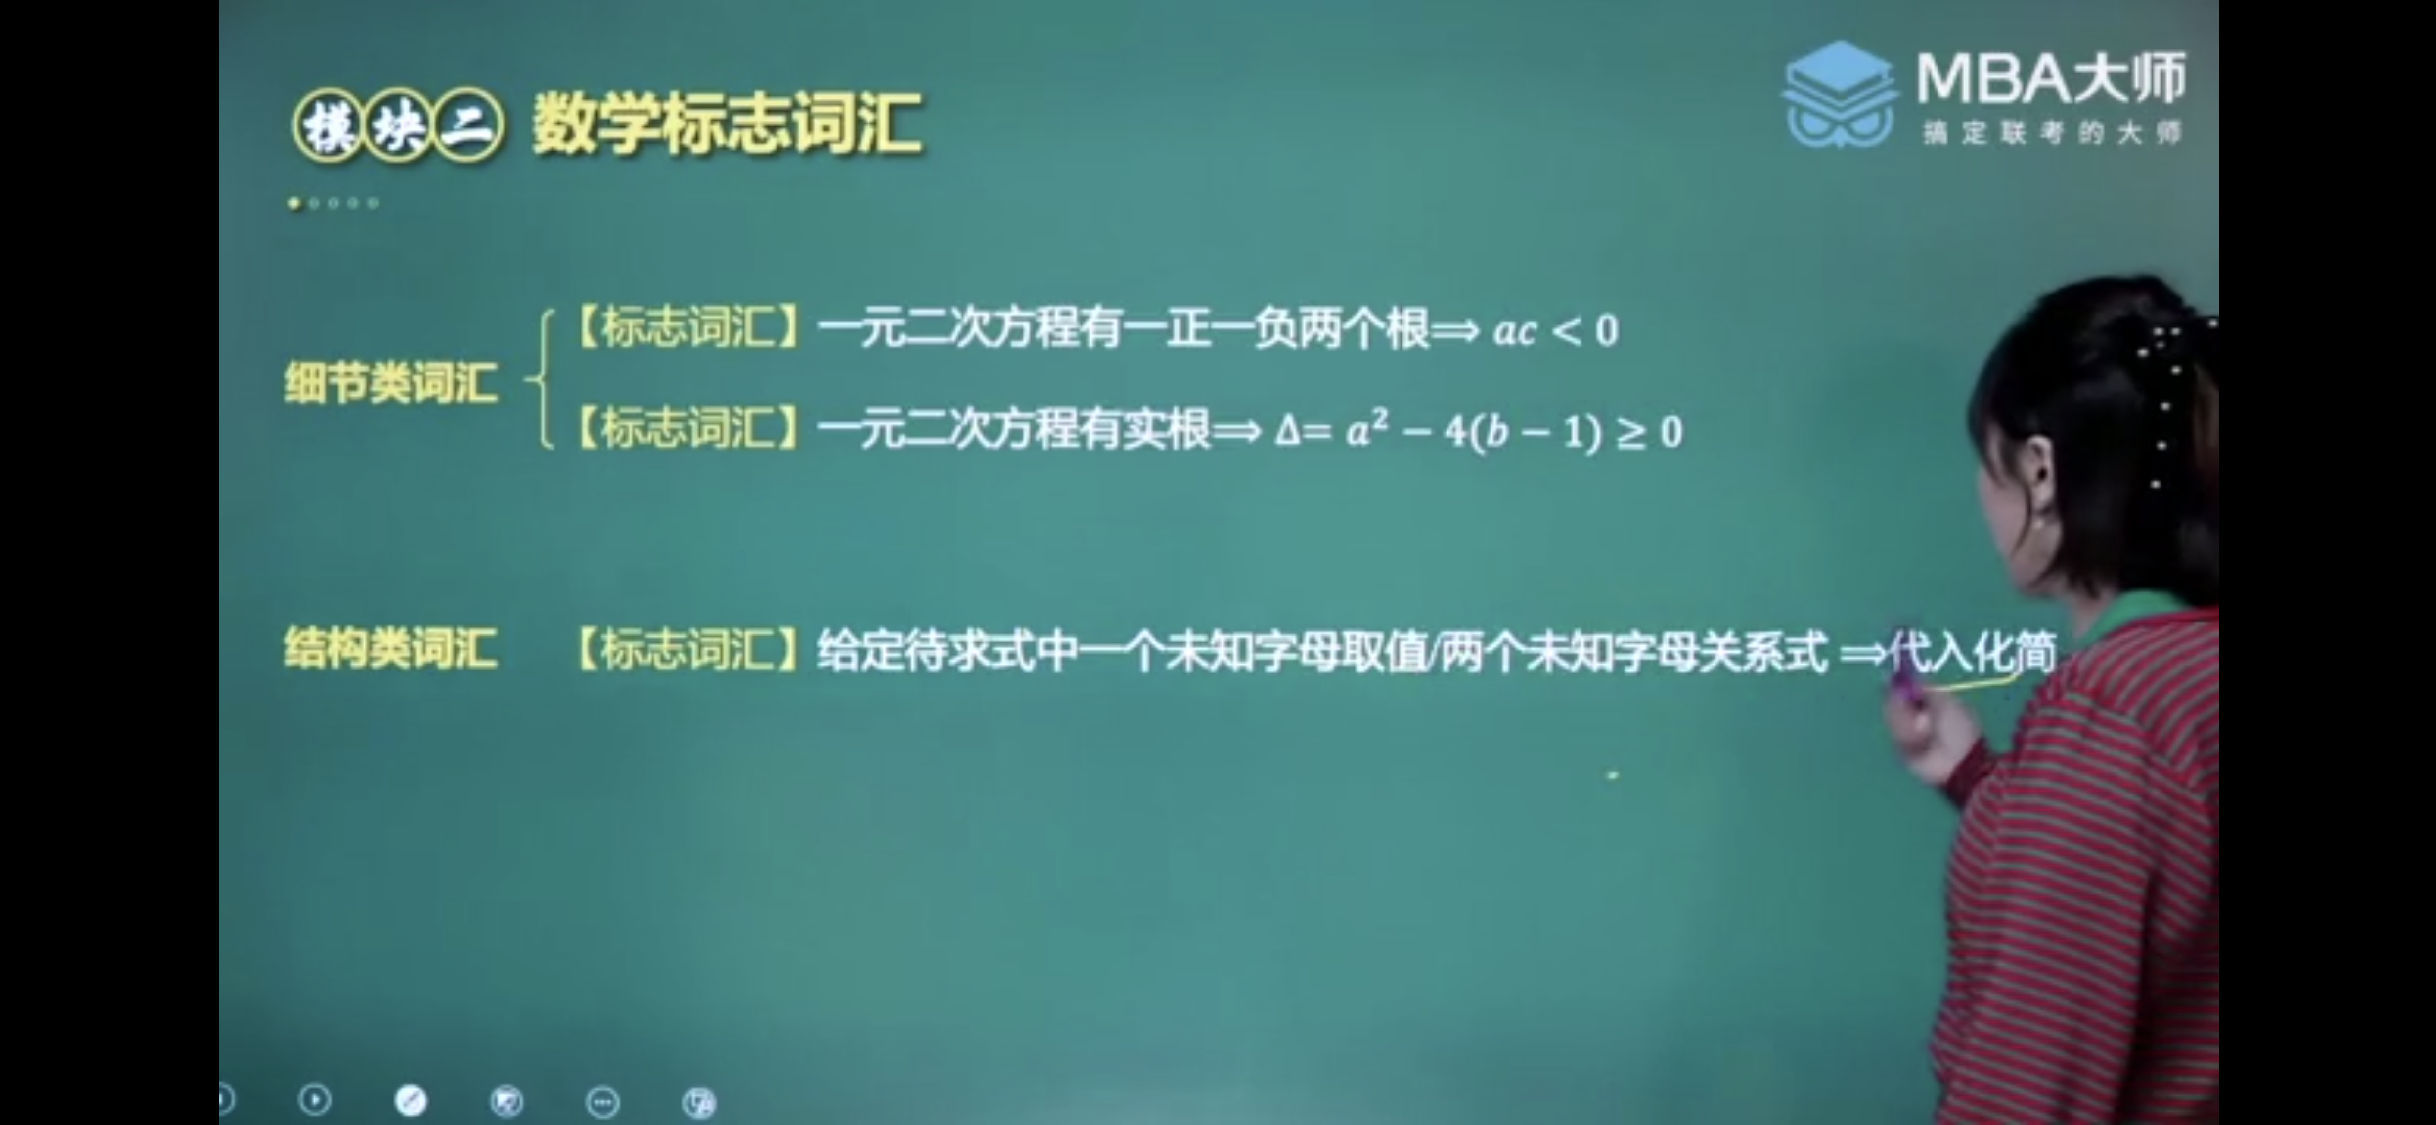 模块二 数学标志词汇
MBA大师
搞定联考的大师
细节类词汇
【标志词汇】一元二次方程有一正一负两个根⟹ ac < 0
【标志词汇】一元二次方程有实根⟹ Δ= a² − 4(b − 1) ≥ 0
结构类词汇 【标志词汇】给定待求式中一个未知字母取值/两个未知字母关系式 ⟹代入化简